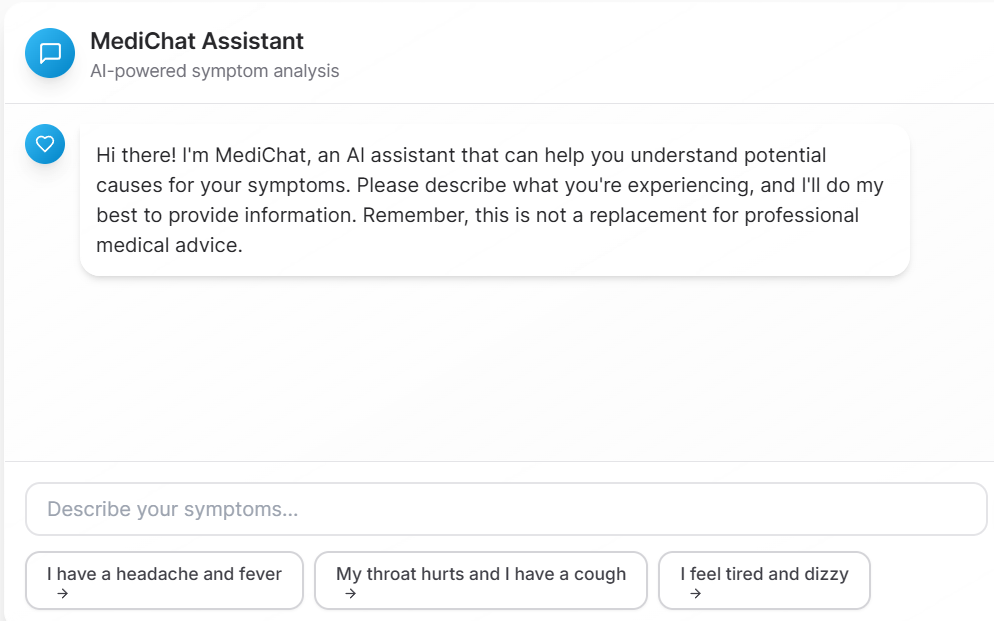 MediChat Assistant
AI-powered symptom analysis
Hi there! I'm MediChat, an AI assistant that can help you understand potential
causes for your symptoms. Please describe what you're experiencing, and I'll do my
best to provide information. Remember, this is not a replacement for professional
medical advice.
Describe your symptoms...
I have a headache and fever
→
My throat hurts and I have a cough
→
I feel tired and dizzy
→